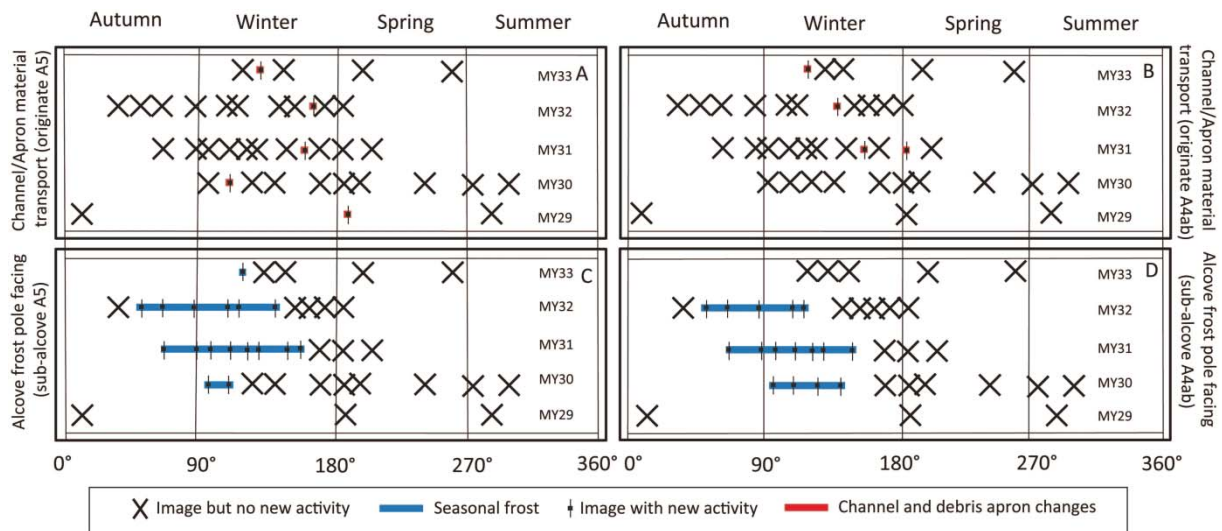 Autumn Winter Spring Summer Autumn Winter Spring Summer
Channel/Apron material
transport (originate A5)
A
MY33
MY32
MY31
MY30
MY29
B
MY33
MY32
MY31
MY30
MY29
Channel/Apron material
transport (originate A4ab)
Alcove frost pole facing
(sub-alcove A5)
C
MY33
MY32
MY31
MY30
MY29
D
MY33
MY32
MY31
MY30
MY29
Alcove frost pole facing
(sub-alcove A4ab)
0° 90° 180° 270° 360° 0° 90° 180° 270° 360°
Image but no new activity Seasonal frost Image with new activity Channel and debris apron changes